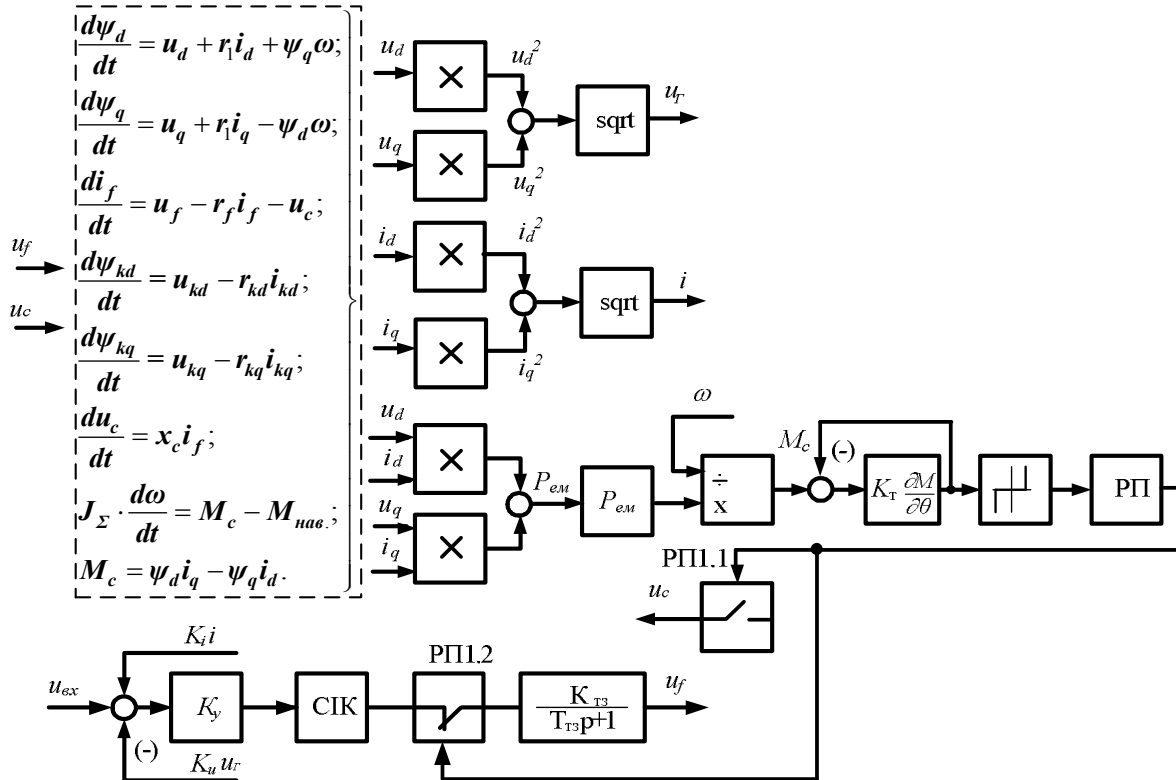 dψ_d/dt = u_d + r_1 i_d + ψ_q ω;
dψ_q/dt = u_q + r_1 i_q − ψ_d ω;
di_f/dt = u_f − r_f i_f − u_c;
dψ_kd/dt = u_kd − r_kd i_kd;
dψ_kq/dt = u_kq − r_kq i_kq;
du_c/dt = x_c i_f;
J_Σ · dω/dt = M_c − M_нав.;
M_c = ψ_d i_q − ψ_q i_d.
u_f
u_c
u_d
×
u_d^2
u_q
×
u_q^2
sqrt
u_Г
i_d
×
i_d^2
i_q
×
i_q^2
sqrt
i
u_d
i_d
×
u_q
i_q
×
P_ем
P_ем
ω
÷
x
M_c
(-)
K_т ∂M/∂θ
РП
РП1.1
u_c
K_i i
u_вх
(-)
K_u u_Г
K_у
СІК
РП1.2
К_тз / Т_тз р+1
u_f